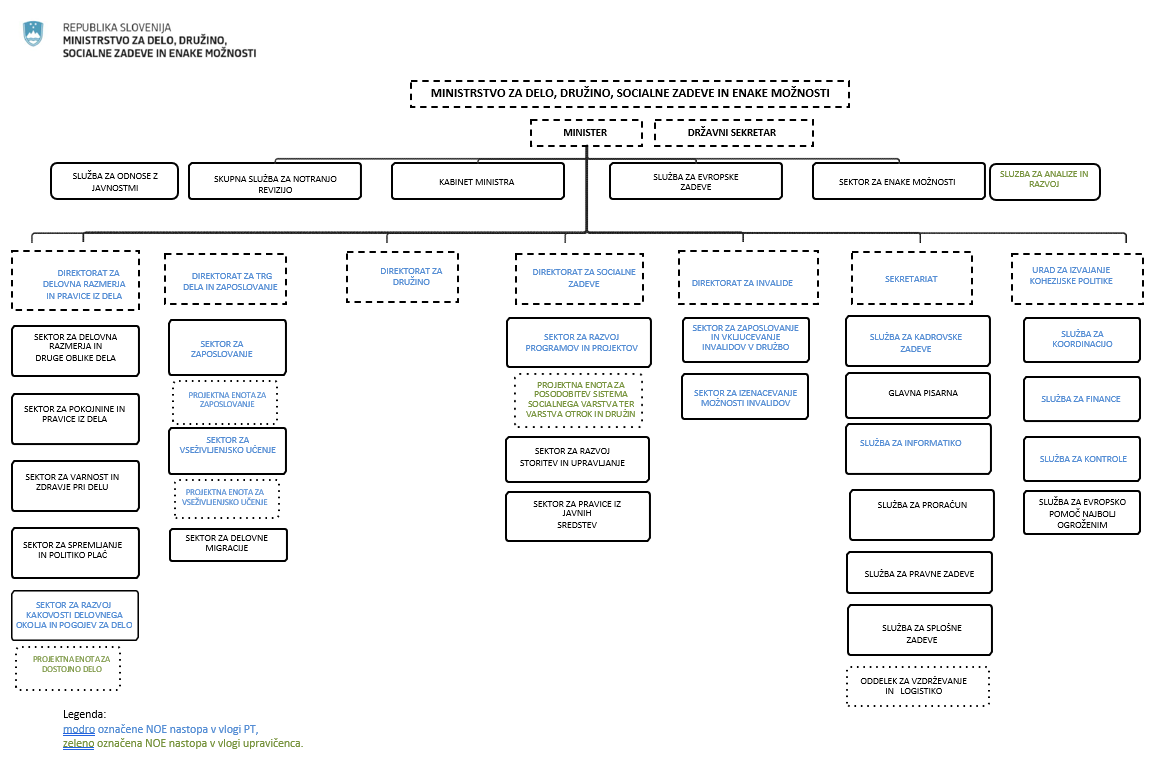 REPUBLIKA SLOVENIJA
MINISTRSTVO ZA DELO, DRUŽINO,
SOCIALNE ZADEVE IN ENAKE MOŽNOSTI
MINISTRSTVO ZA DELO, DRUŽINO, SOCIALNE ZADEVE IN ENAKE MOŽNOSTI
MINISTER
DRŽAVNI SEKRETAR
SLUŽBA ZA ODNOSE Z
JAVNOSTMI
SKUPNA SLUŽBA ZA NOTRANJO
REVIZIJO
KABINET MINISTRA
SLUŽBA ZA EVROPSKE
ZADEVE
SEKTOR ZA ENAKE MOŽNOSTI
SLUZBA ZA ANALIZE IN
RAZVOJ
DIREKTORAT ZA
DELOVNA RAZMERJA
IN PRAVICE IZ DELA
SEKTOR ZA DELOVNA
RAZMERJA IN
DRUGE OBLIKE DELA
SEKTOR ZA POKOJNINE IN
PRAVICE IZ DELA
SEKTOR ZA VARNOST IN
ZDRAVJE PRI DELU
SEKTOR ZA SPREMLJANJE
IN POLITIKO PLAČ
SEKTOR ZA RAZVOJ
KAKOVOSTI DELOVNEGA
OKOLJA IN POGOJEV ZA DELO
PROJEKTNA ENOTA ZA
DOSTOJNO DELO
DIREKTORAT ZA TRG
DELA IN ZAPOSLOVANJE
SEKTOR ZA
ZAPOSLOVANJE
PROJEKTNA ENOTA ZA
ZAPOSLOVANJE
SEKTOR ZA
VSEŽIVLJENJSKO UČENJE
PROJEKTNA ENOTA ZA
VSEŽIVLJENJSKO UČENJE
SEKTOR ZA DELOVNE
MIGRACIJE
DIREKTORAT ZA
DRUŽINO
DIREKTORAT ZA SOCIALNE
ZADEVE
SEKTOR ZA RAZVOJ
PROGRAMOV IN PROJEKTOV
PROJEKTNA ENOTA ZA
POSODOBITEV SISTEMA
SOCIALNEGA VARSTVA TER
VARSTVA OTROK IN DRUŽIN
SEKTOR ZA RAZVOJ
STORITEV IN UPRAVLJANJE
SEKTOR ZA PRAVICE IZ
JAVNIH
SREDSTEV
DIREKTORAT ZA INVALIDE
SEKTOR ZA ZAPOSLOVANJE
IN VKLJUCEVANJE
INVALIDOV V DRUŽBO
SEKTOR ZA IZENACEVANJE
MOŽNOSTI INVALIDOV
SEKRETARIAT
SLUŽBA ZA KADROVSKE
ZADEVE
GLAVNA PISARNA
SLUŽBA ZA INFORMATIKO
SLUŽBA ZA PRORAČUN
SLUŽBA ZA PRAVNE ZADEVE
SLUŽBA ZA SPLOŠNE
ZADEVE
ODDELEK ZA VZDRŽEVANJE
IN LOGISTIKO
URAD ZA IZVAJANJE
KOHEZIJSKE POLITIKE
SLUŽBA ZA
KOORDINACIJO
SLUŽBA ZA FINANCE
SLUŽBA ZA KONTROLE
SLUŽBA ZA EVROPSKO
POMOČ NAJBOLJ
OGROŽENIM
Legenda:
modro označene NOE nastopa v vlogi PT,
zeleno označena NOE nastopa v vlogi upravičenca.